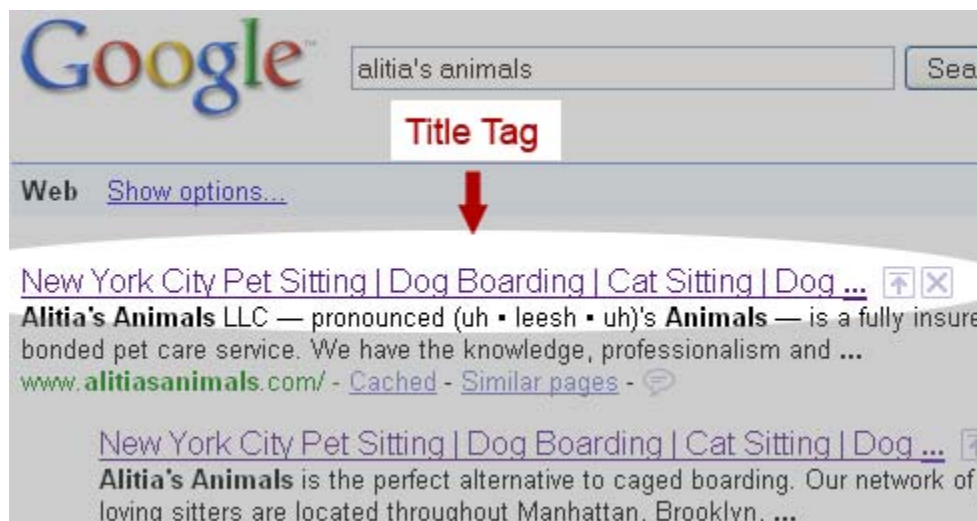 Google™ alitia's animals Sea
Title Tag
Web Show options...
New York City Pet Sitting | Dog Boarding | Cat Sitting | Dog ...
Alitia's Animals LLC — pronounced (uh ▪ leesh ▪ uh)'s Animals — is a fully insure
bonded pet care service. We have the knowledge, professionalism and ...
www.alitiasanimals.com/ - Cached - Similar pages -
New York City Pet Sitting | Dog Boarding | Cat Sitting | Dog ...
Alitia's Animals is the perfect alternative to caged boarding. Our network of
loving sitters are located throughout Manhattan, Brooklyn, ...